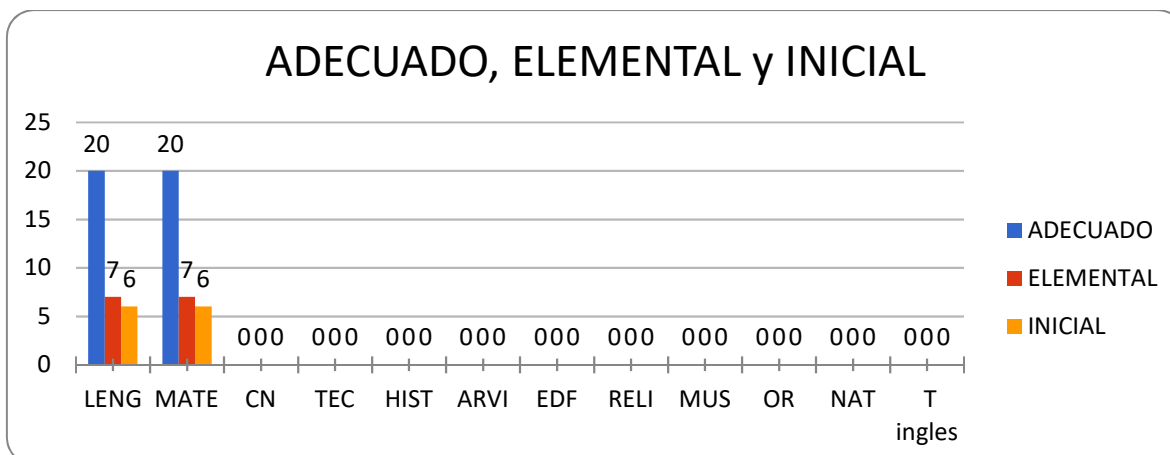 ADECUADO, ELEMENTAL y INICIAL
25
20
15
10
5
0
20 7 6
20 7 6
0 0 0
0 0 0
0 0 0
0 0 0
0 0 0
0 0 0
0 0 0
0 0 0
0 0 0
0 0 0
LENG MATE CN TEC HIST ARVI EDF RELI MUS OR NAT T
ingles
ADECUADO
ELEMENTAL
INICIAL